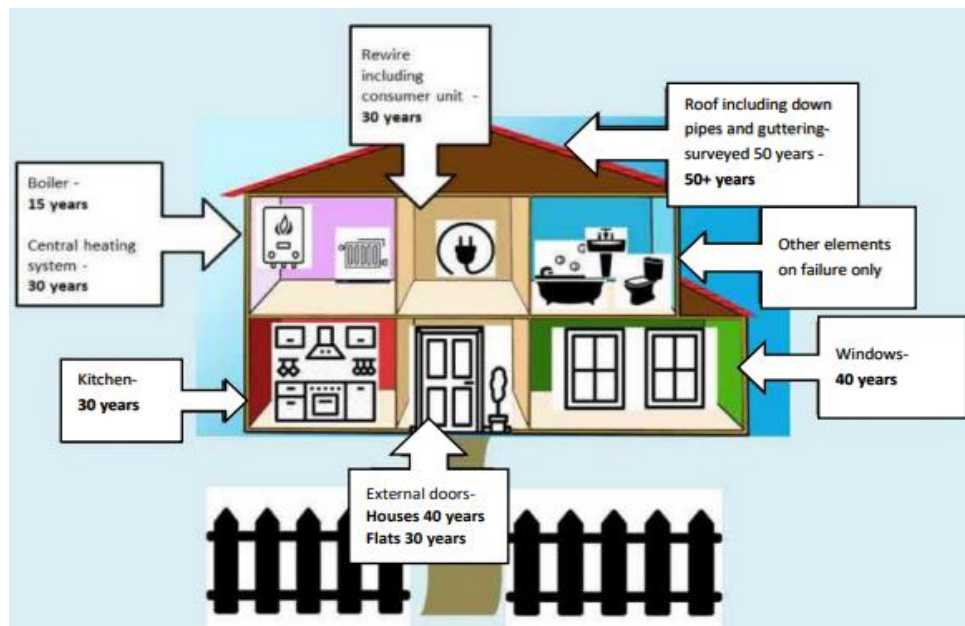 Rewire
including
consumer unit -
30 years
Roof including down
pipes and guttering-
surveyed 50 years -
50+ years
Boiler -
15 years
Central heating
system -
30 years
Other elements
on failure only
Windows-
40 years
Kitchen-
30 years
External doors-
Houses 40 years
Flats 30 years